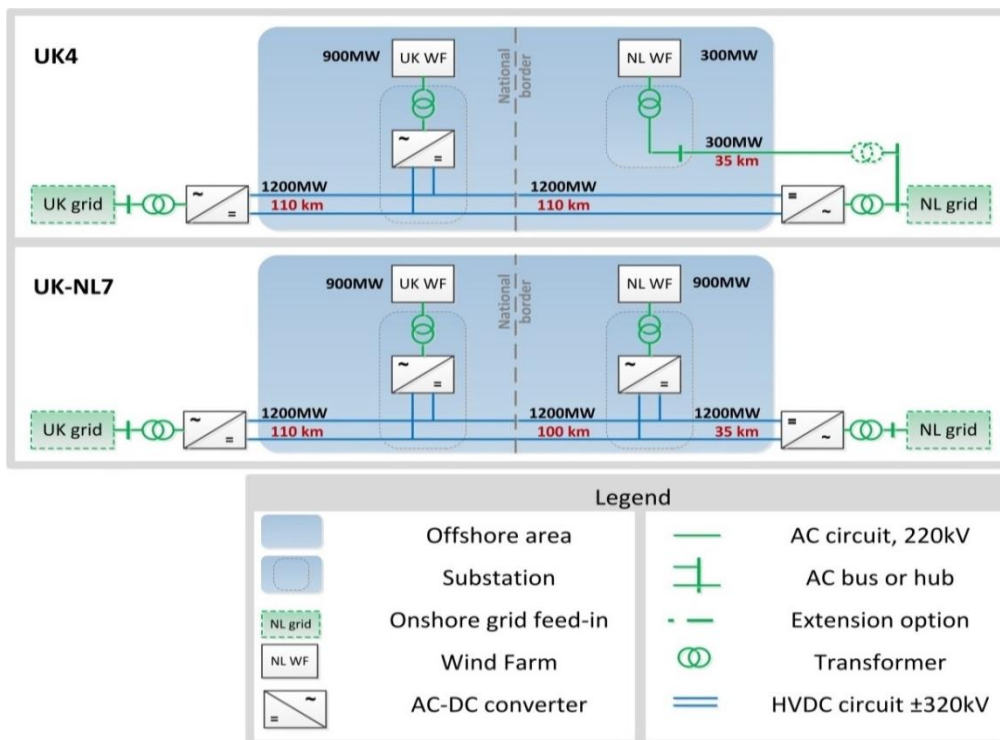 UK4
900MW
UK WF
National
border
NL WF
300MW
~
=
300MW
35 km
UK grid
~
=
1200MW
110 km
1200MW
110 km
=
~
NL grid
UK-NL7
900MW
UK WF
National
border
NL WF
900MW
~
=
~
=
UK grid
~
=
1200MW
110 km
1200MW
100 km
1200MW
35 km
=
~
NL grid
Legend
Offshore area
Substation
NL grid
Onshore grid feed-in
NL WF
Wind Farm
~
=
AC-DC converter
AC circuit, 220kV
AC bus or hub
Extension option
Transformer
HVDC circuit ±320kV